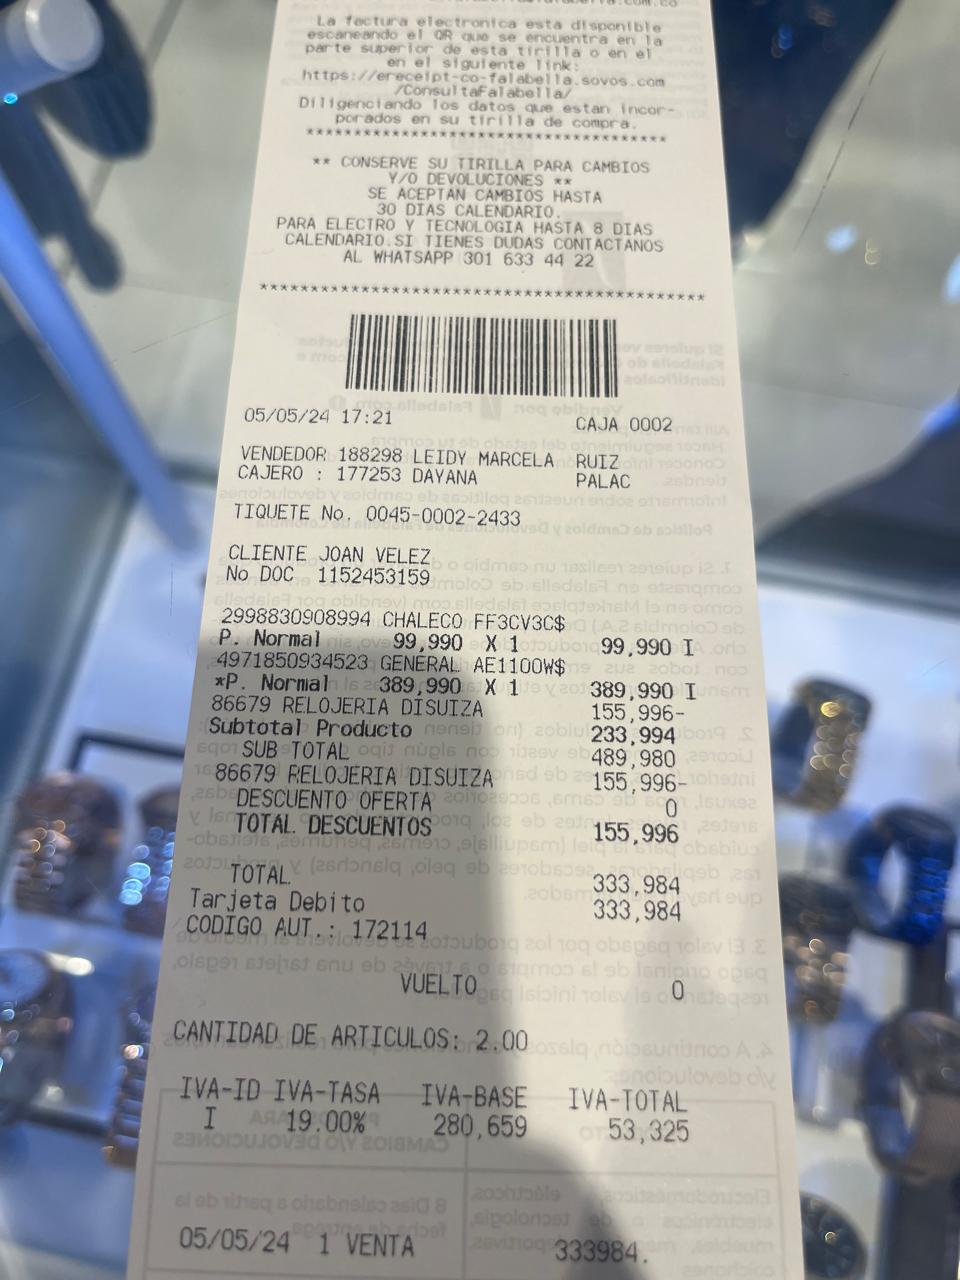 La factura electronica esta disponible
escaneando el QR que se encuentra en la
parte superior de esta tirilla o en el
en el siguiente link:
https://ereceipt-co-falabella.sovos.com
/ConsultaFalabella/
Diligenciando los datos que estan incor-
porados en su tirilla de compra.
****************************************
** CONSERVE SU TIRILLA PARA CAMBIOS
Y/O DEVOLUCIONES **
SE ACEPTAN CAMBIOS HASTA
30 DIAS CALENDARIO.
PARA ELECTRO Y TECNOLOGIA HASTA 8 DIAS
CALENDARIO.SI TIENES DUDAS CONTACTANOS
AL WHATSAPP 301 633 44 22
****************************************
05/05/24 17:21 CAJA 0002
VENDEDOR 188298 LEIDY MARCELA RUIZ
CAJERO : 177253 DAYANA PALAC
TIQUETE No. 0045-0002-2433
CLIENTE JOAN VELEZ
No DOC 1152453159
2998830908994 CHALECO FF3CV3C$
P. Normal 99,990 X 1 99,990 I
4971850934523 GENERAL AE1100W$
*P. Normal 389,990 X 1 389,990 I
86679 RELOJERIA DISUIZA 155,996-
Subtotal Producto 233,994
SUB TOTAL 489,980
86679 RELOJERIA DISUIZA 155,996-
DESCUENTO OFERTA 0
TOTAL DESCUENTOS 155,996
TOTAL 333,984
Tarjeta Debito 333,984
CODIGO AUT.: 172114
VUELTO 0
CANTIDAD DE ARTICULOS: 2.00
IVA-ID IVA-TASA IVA-BASE IVA-TOTAL
I 19.00% 280,659 53,325
05/05/24 1 VENTA 333984.